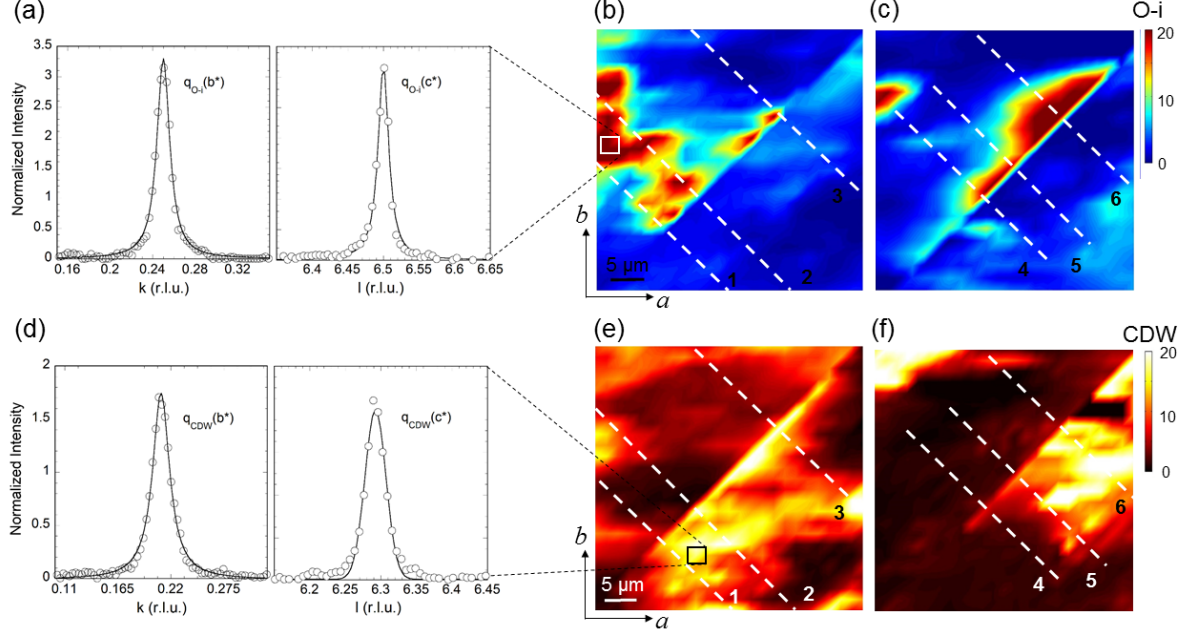 (a)
3.5
3
2.5
2
1.5
1
0.5
0
Normalized Intensity
q_O-i(b*)
0.16 0.20 0.24 0.28 0.32
k (r.l.u.)
q_O-i(c*)
6.4 6.45 6.5 6.55 6.6 6.65
l (r.l.u.)
(b)
1
2
3
5 µm
b
a
(c)
O-i
20
10
0
4
5
6
(d)
2
1.5
1
0.5
0
Normalized Intensity
q_CDW(b*)
0.11 0.165 0.22 0.275
k (r.l.u.)
q_CDW(c*)
6.2 6.25 6.3 6.35 6.4 6.45
l (r.l.u.)
(e)
1
2
3
5 µm
b
a
(f)
CDW
20
10
0
4
5
6